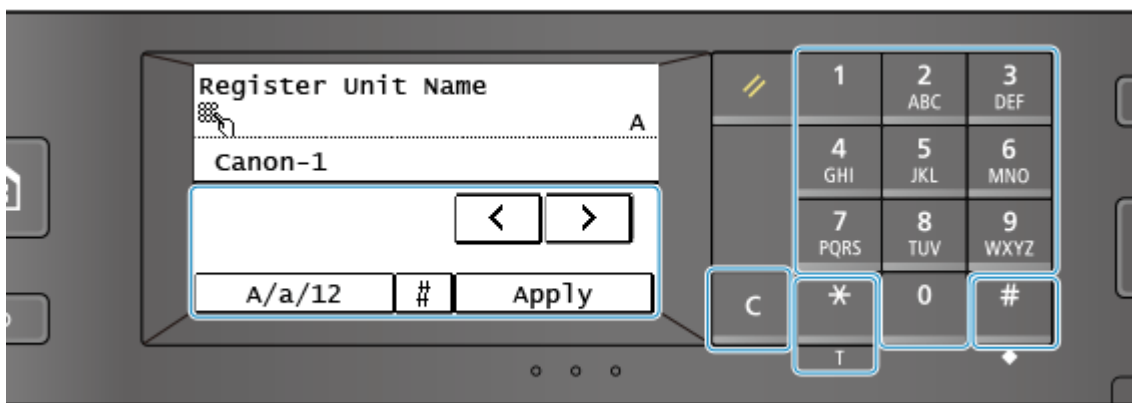 Register Unit Name
A
Canon-1
< >
A/a/12 # Apply
1 2 3
ABC DEF
4 5 6
GHI JKL MNO
7 8 9
PQRS TUV WXYZ
C * 0 #
T